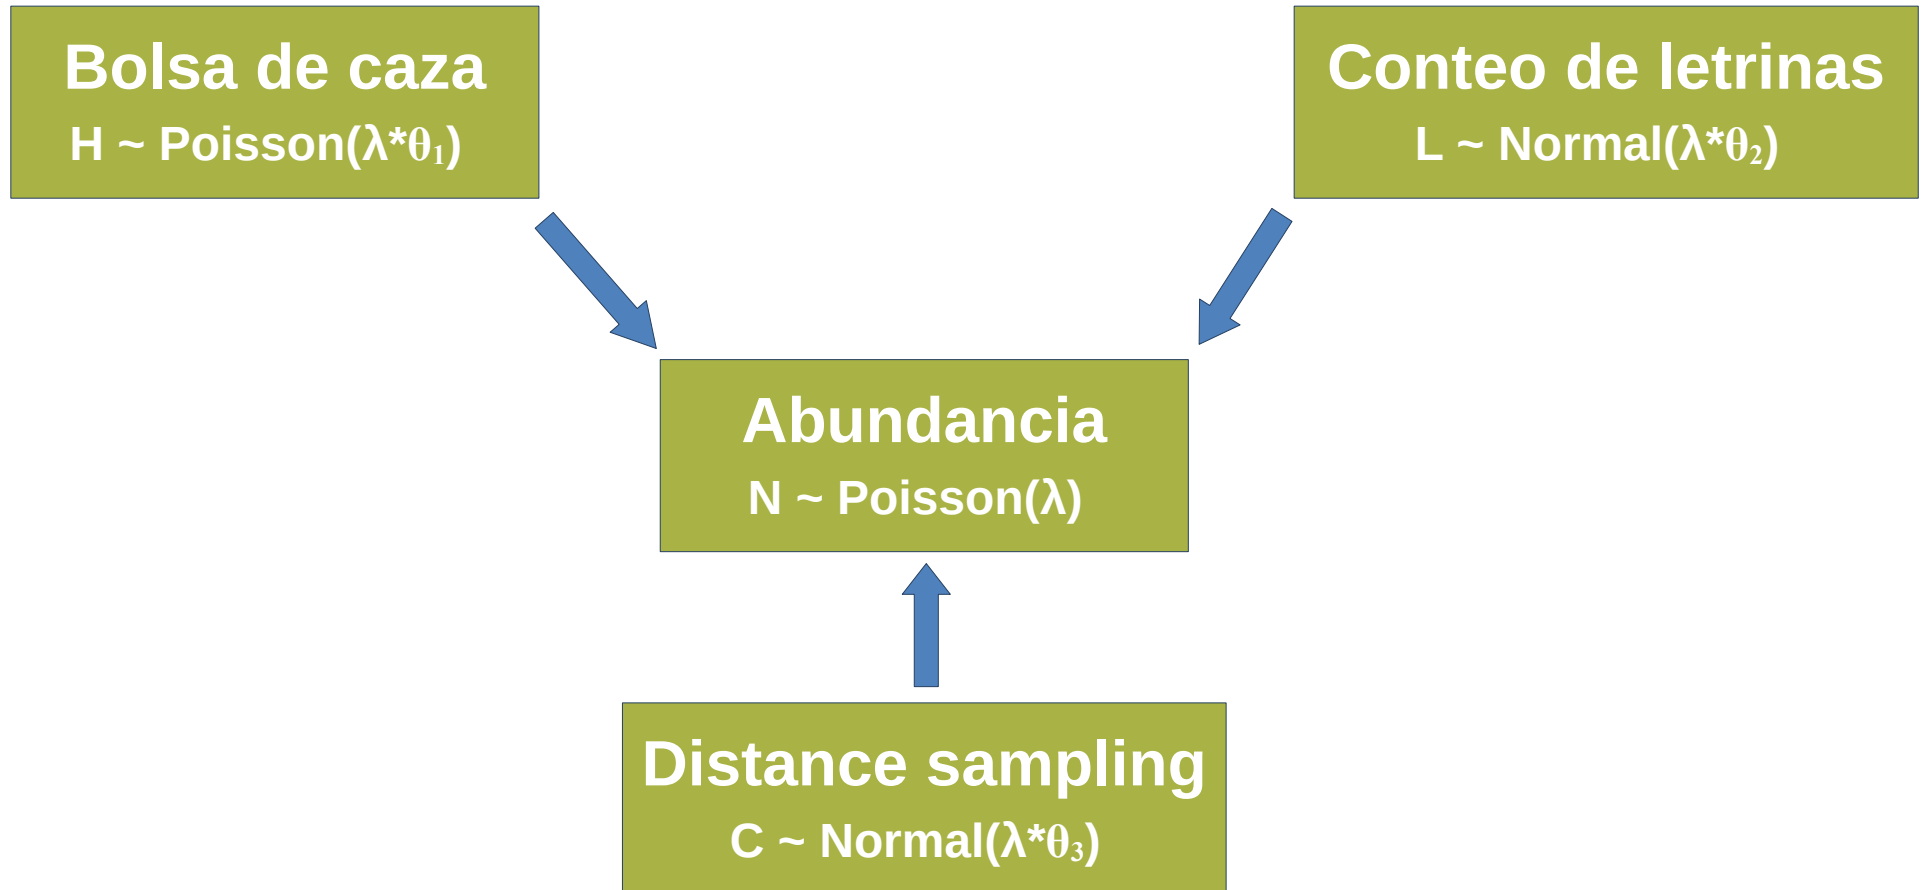 Bolsa de caza
H ~ Poisson(λ*θ₁)
Conteo de letrinas
L ~ Normal(λ*θ₂)
Abundancia
N ~ Poisson(λ)
Distance sampling
C ~ Normal(λ*θ₃)